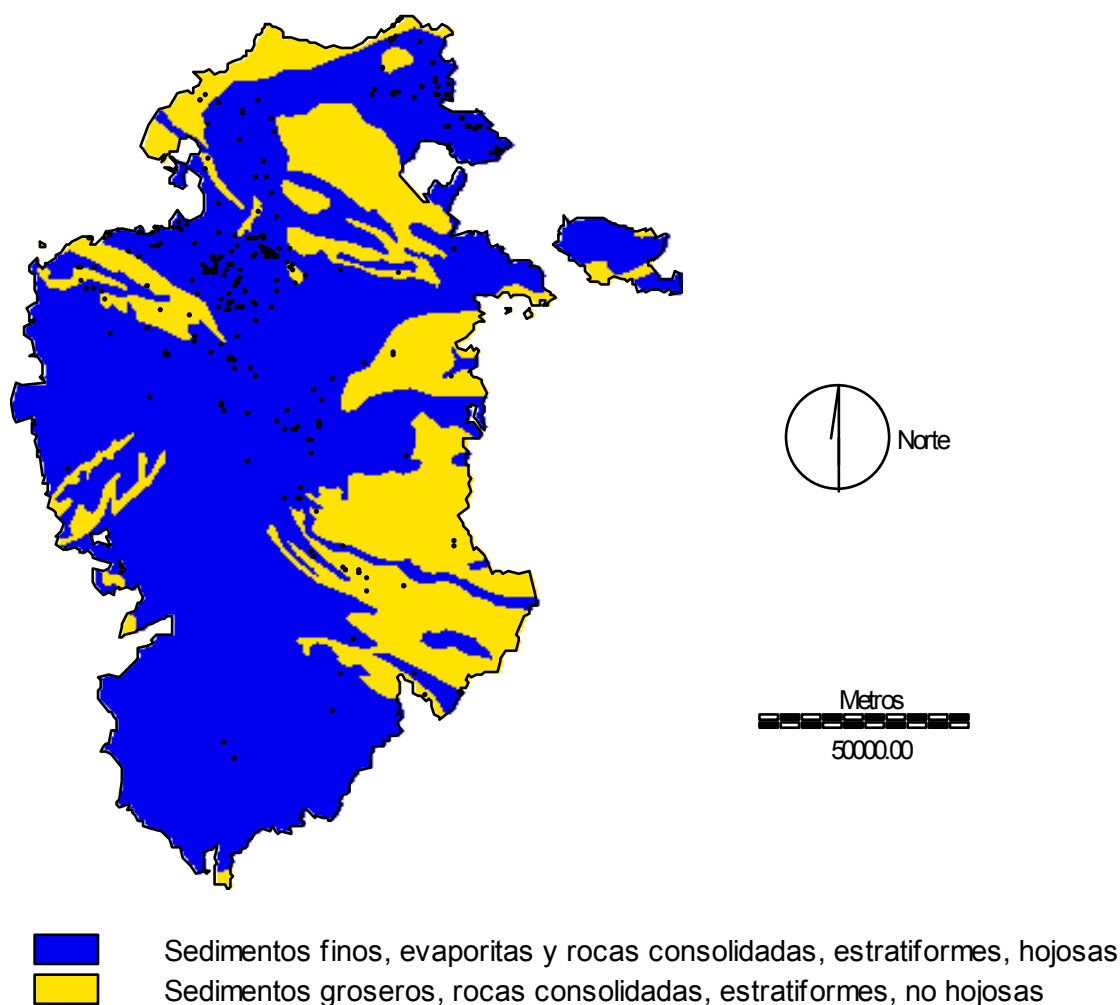 Norte
Metros
50000.00
Sedimentos finos, evaporitas y rocas consolidadas, estratiformes, hojosas
Sedimentos groseros, rocas consolidadas, estratiformes, no hojosas